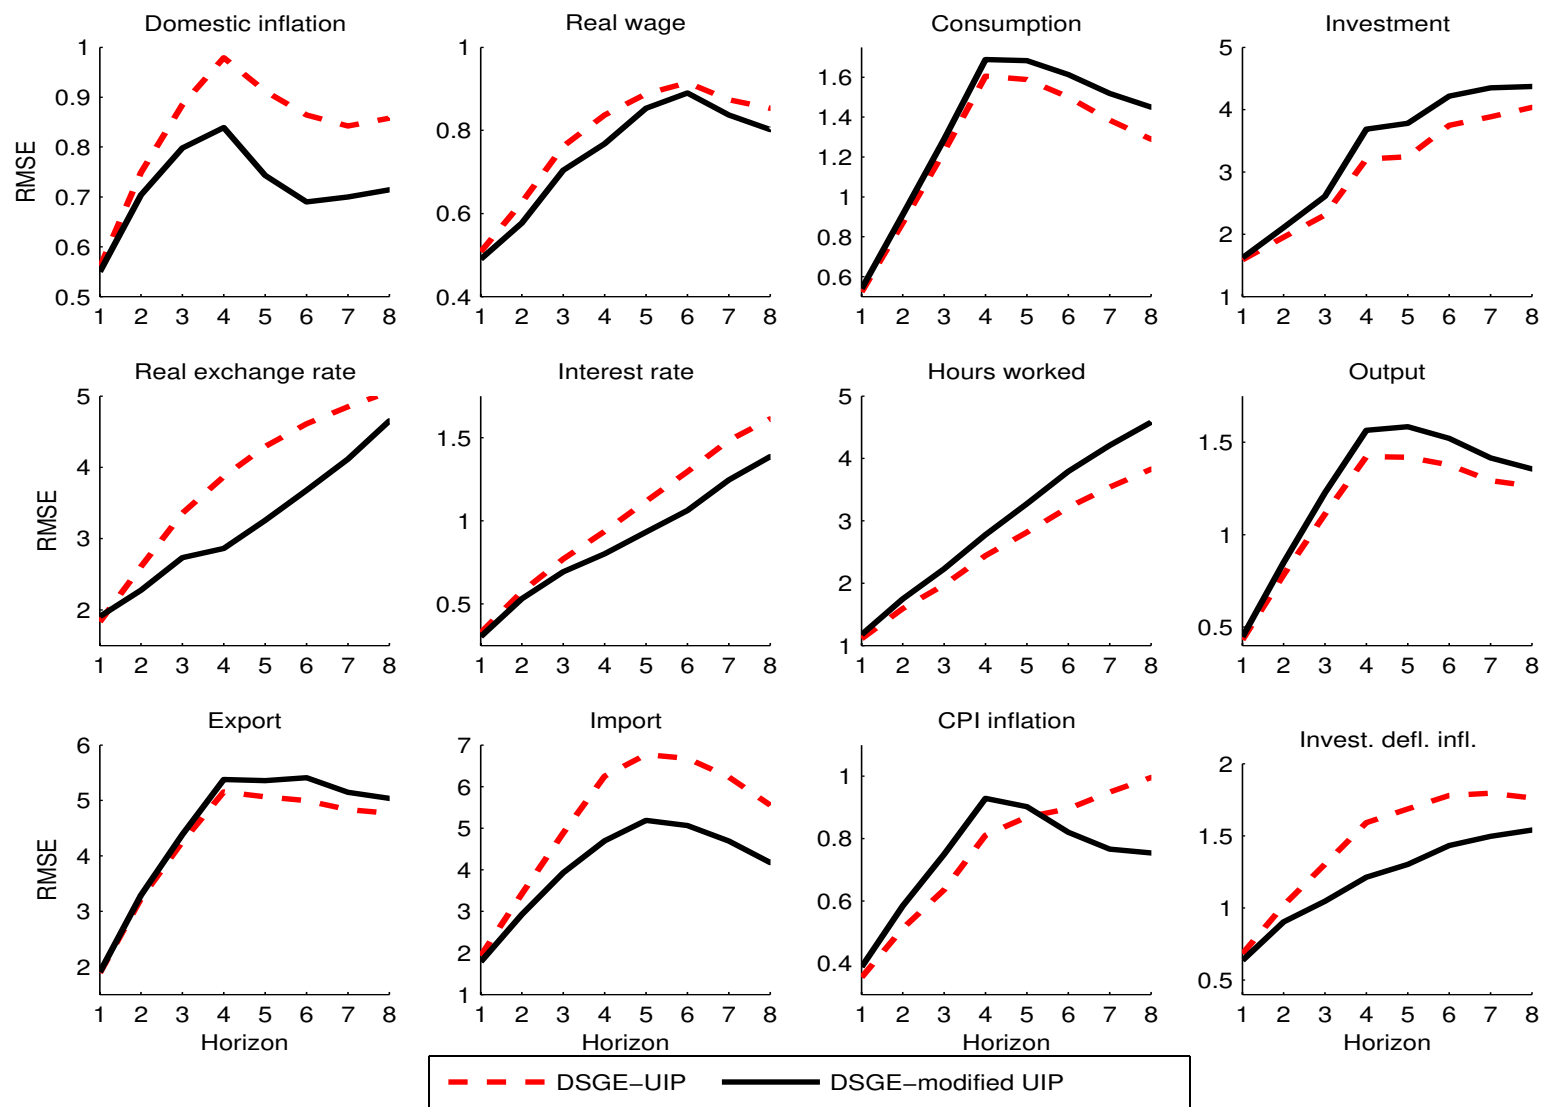 Domestic inflation
Real wage
Consumption
Investment
RMSE
1
0.9
0.8
0.7
0.6
0.5
1 2 3 4 5 6 7 8
1
0.8
0.6
0.4
1 2 3 4 5 6 7 8
1.6
1.4
1.2
1
0.8
0.6
1 2 3 4 5 6 7 8
5
4
3
2
1
1 2 3 4 5 6 7 8
Real exchange rate
Interest rate
Hours worked
Output
RMSE
5
4
3
2
1 2 3 4 5 6 7 8
1.5
1
0.5
1 2 3 4 5 6 7 8
5
4
3
2
1
1 2 3 4 5 6 7 8
1.5
1
0.5
1 2 3 4 5 6 7 8
Export
Import
CPI inflation
Invest. defl. infl.
RMSE
6
5
4
3
2
1 2 3 4 5 6 7 8
Horizon
7
6
5
4
3
2
1
1 2 3 4 5 6 7 8
Horizon
1
0.8
0.6
0.4
1 2 3 4 5 6 7 8
Horizon
2
1.5
1
0.5
1 2 3 4 5 6 7 8
Horizon
DSGE−UIP
DSGE−modified UIP